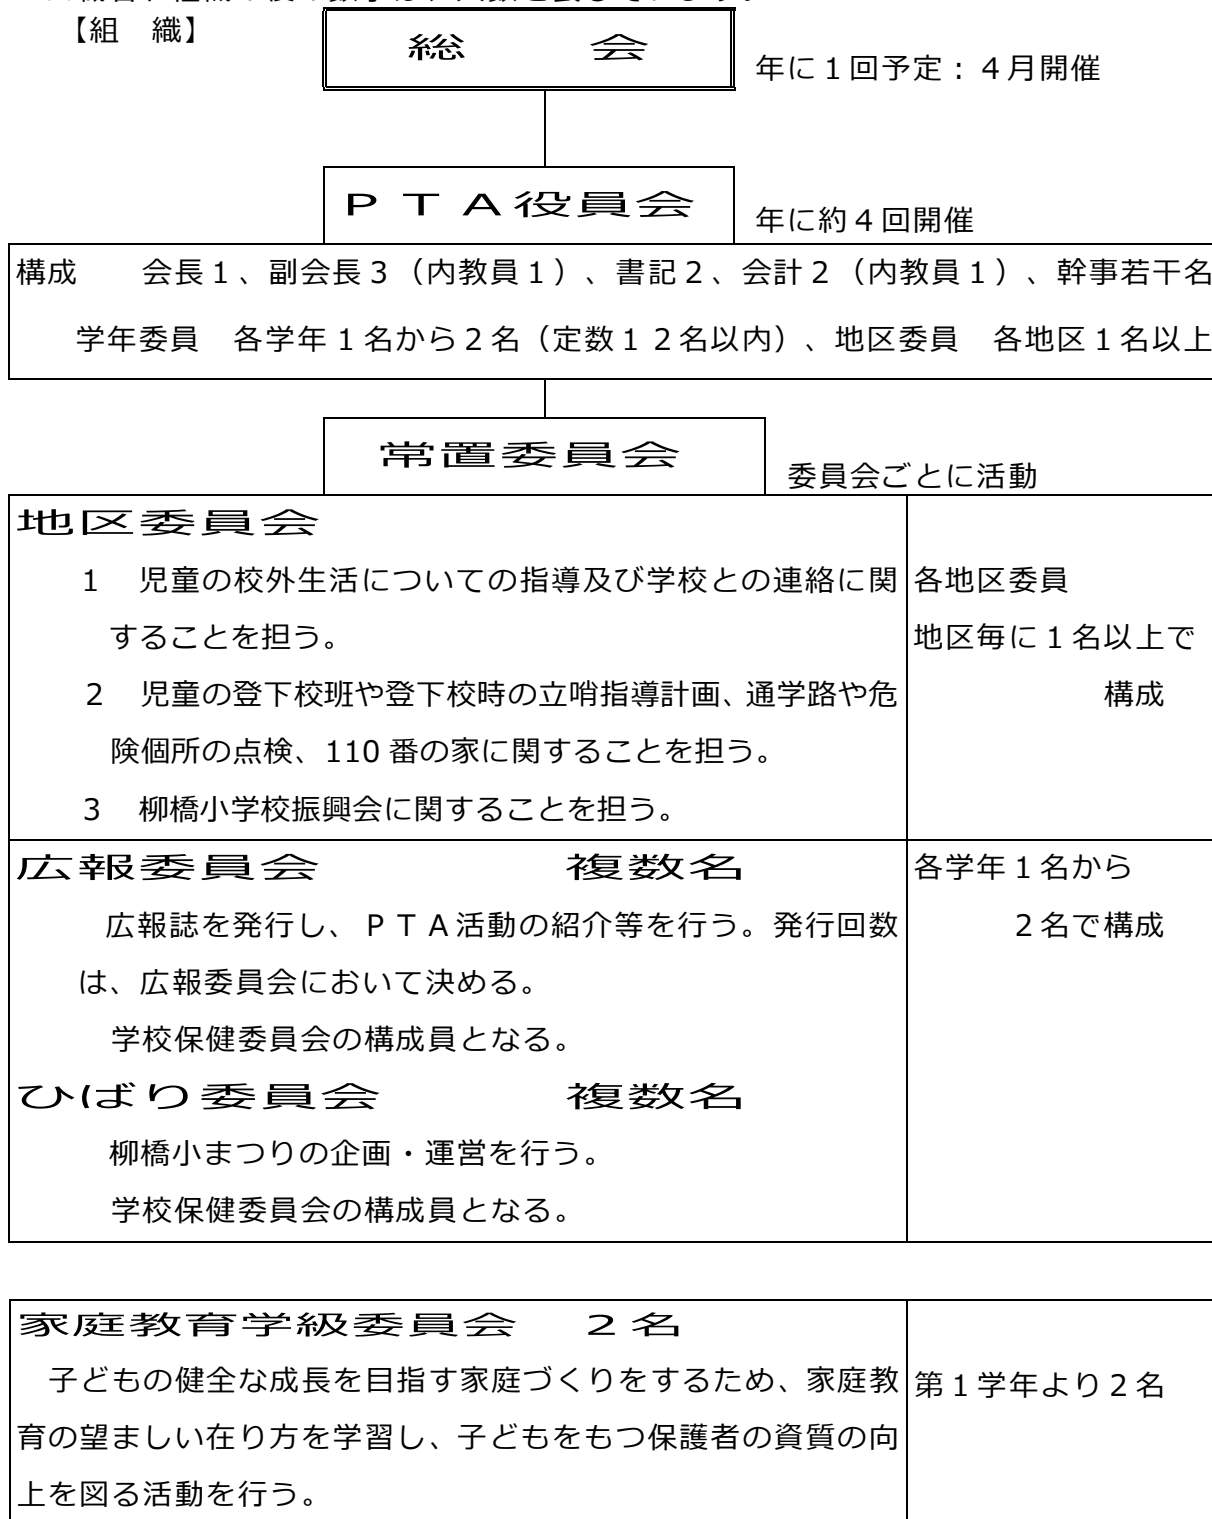 【組　織】
総　　会
年に１回予定：４月開催
ＰＴＡ役員会
年に約４回開催
構成　　会長１、副会長３（内教員１）、書記２、会計２（内教員１）、幹事若干名
学年委員　各学年１名から２名（定数１２名以内）、地区委員　各地区１名以上
常置委員会
委員会ごとに活動
地区委員会
１　児童の校外生活についての指導及び学校との連絡に関
することを担う。
２　児童の登下校班や登下校時の立哨指導計画、通学路や危
険個所の点検、110番の家に関することを担う。
３　柳橋小学校振興会に関することを担う。
各地区委員
地区毎に１名以上で
構成
広報委員会　　　　複数名
広報誌を発行し、ＰＴＡ活動の紹介等を行う。発行回数
は、広報委員会において決める。
学校保健委員会の構成員となる。
ひばり委員会　　　複数名
柳橋小まつりの企画・運営を行う。
学校保健委員会の構成員となる。
各学年１名から
２名で構成
家庭教育学級委員会　２名
子どもの健全な成長を目指す家庭づくりをするため、家庭教
育の望ましい在り方を学習し、子どもをもつ保護者の資質の向
上を図る活動を行う。
第１学年より２名